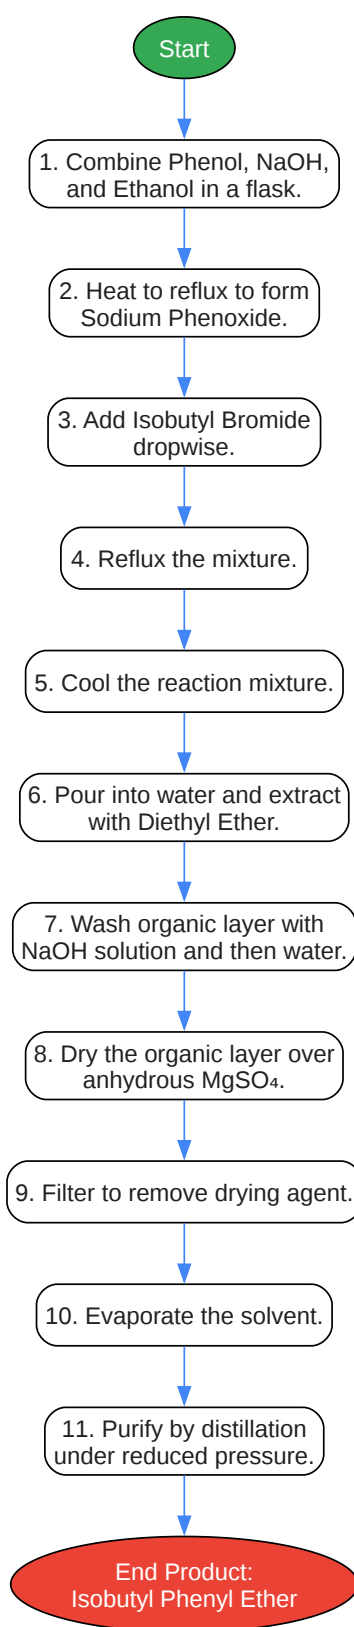 Start
1. Combine Phenol, NaOH,
and Ethanol in a flask.
2. Heat to reflux to form
Sodium Phenoxide.
3. Add Isobutyl Bromide
dropwise.
4. Reflux the mixture.
5. Cool the reaction mixture.
6. Pour into water and extract
with Diethyl Ether.
7. Wash organic layer with
NaOH solution and then water.
8. Dry the organic layer over
anhydrous MgSO₄.
9. Filter to remove drying agent.
10. Evaporate the solvent.
11. Purify by distillation
under reduced pressure.
End Product:
Isobutyl Phenyl Ether